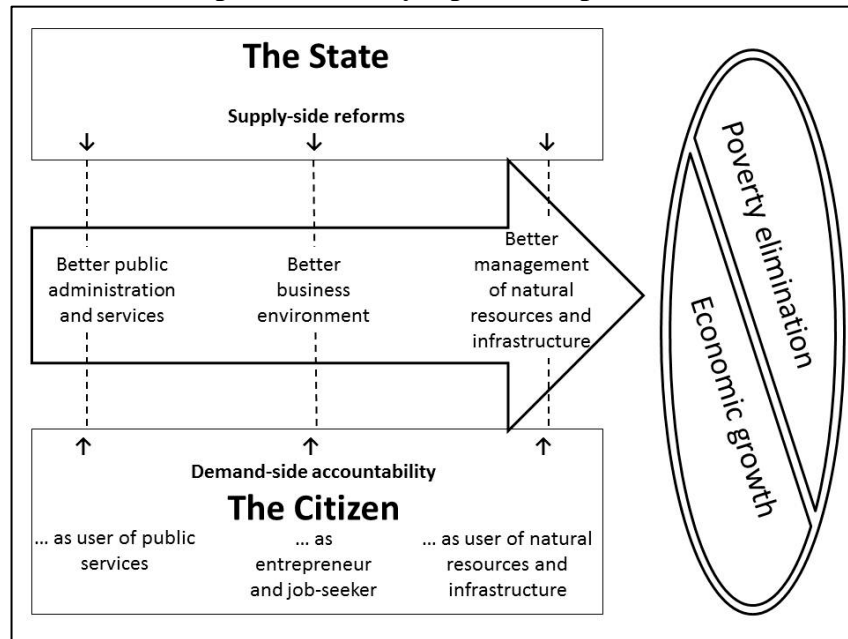 The State
Supply-side reforms
Better public
administration
and services
Better
business
environment
Better
management
of natural
resources and
infrastructure
Demand-side accountability
The Citizen
... as user of public
services
... as
entrepreneur
and job-seeker
... as user of natural
resources and
infrastructure
Poverty elimination
Economic growth